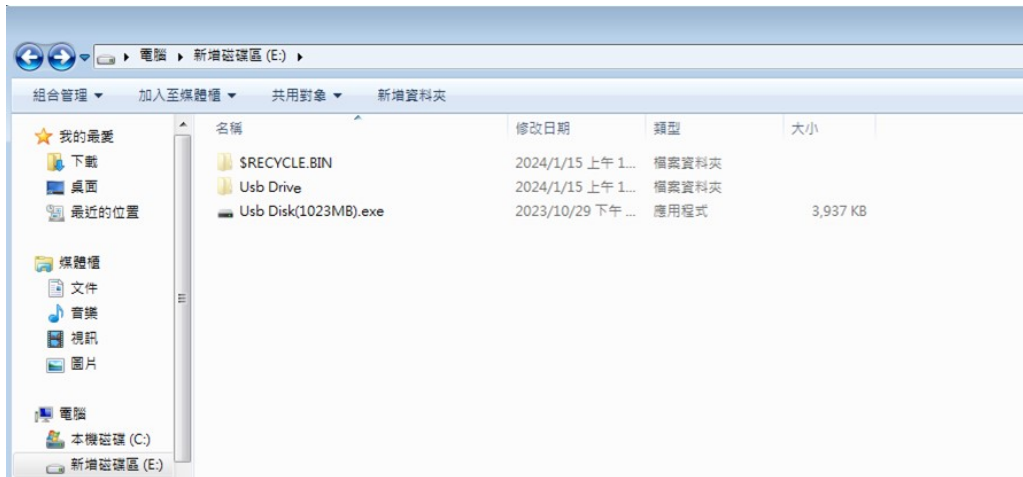 電腦 新增磁碟區 (E:)
組合管理 加入至媒體櫃 共用對象 新增資料夾
名稱 修改日期 類型 大小
$RECYCLE.BIN 2024/1/15 上午 1... 檔案資料夾
Usb Drive 2024/1/15 上午 1... 檔案資料夾
Usb Disk(1023MB).exe 2023/10/29 下午 ... 應用程式 3,937 KB
我的最愛
下載
桌面
最近的位置
媒體櫃
文件
音樂
視訊
圖片
電腦
本機磁碟 (C:)
新增磁碟區 (E:)